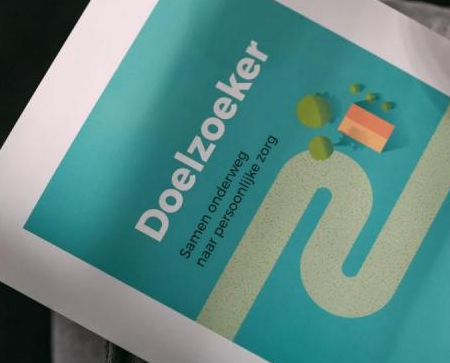 Doelzoeker
Samen onderweg
naar persoonlijke zorg